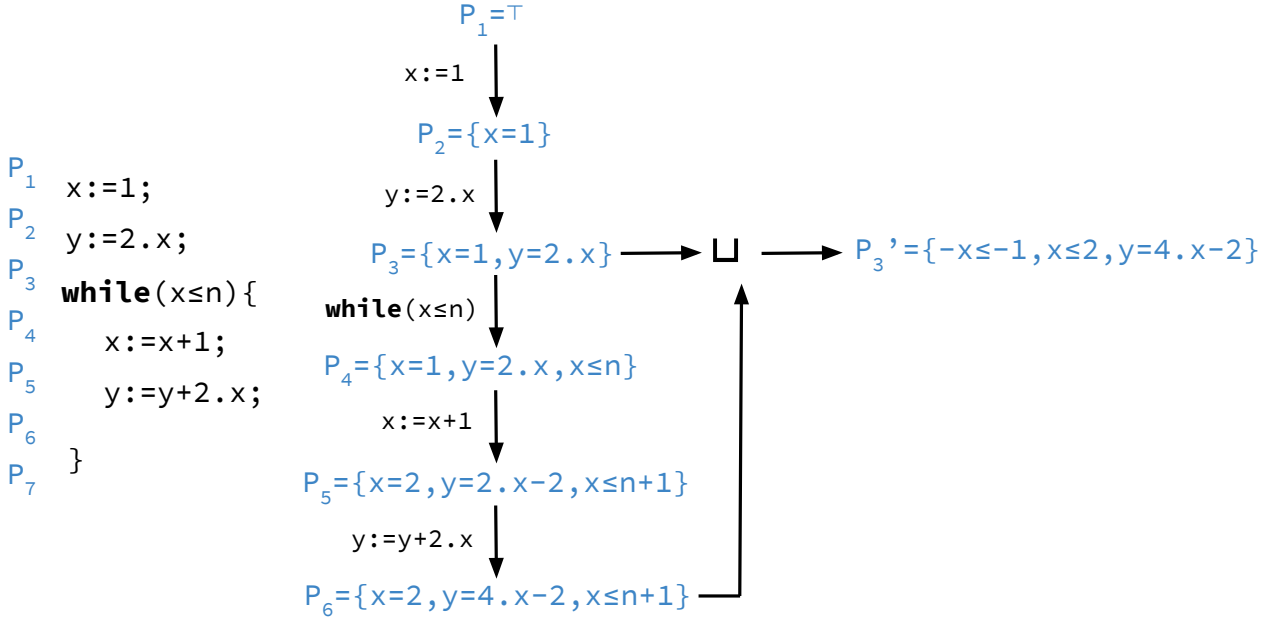 P1
x:=1;
P2
y:=2.x;
P3
while(x≤n){
P4
x:=x+1;
P5
y:=y+2.x;
P6
}
P7
P1=⊤
x:=1
P2={x=1}
y:=2.x
P3={x=1,y=2.x}
⊔
P3’={-x≤-1,x≤2,y=4.x-2}
while(x≤n)
P4={x=1,y=2.x,x≤n}
x:=x+1
P5={x=2,y=2.x-2,x≤n+1}
y:=y+2.x
P6={x=2,y=4.x-2,x≤n+1}